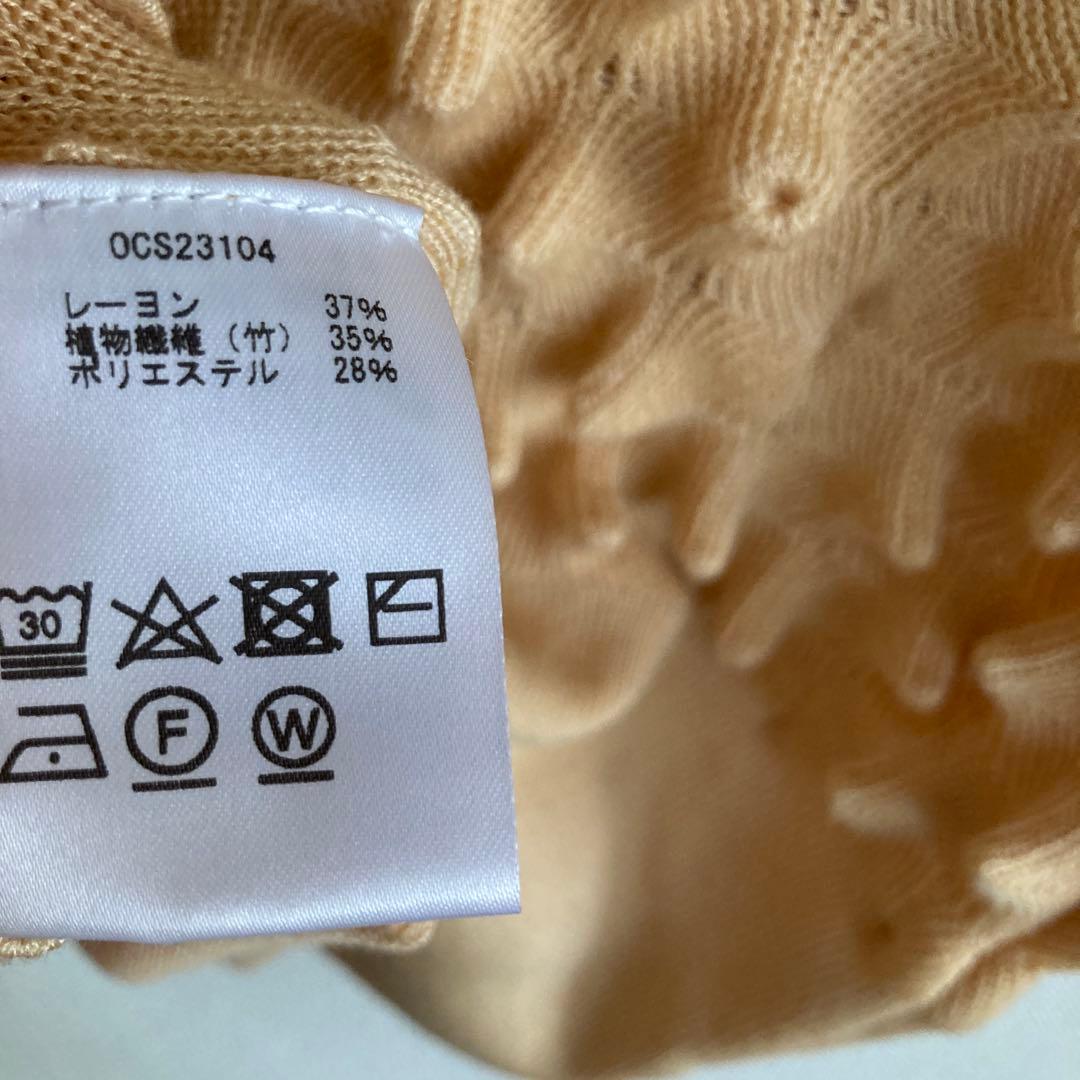 OCS23104
レーヨン 37%
植物繊維（竹） 35%
ポリエステル 28%
30
F
W